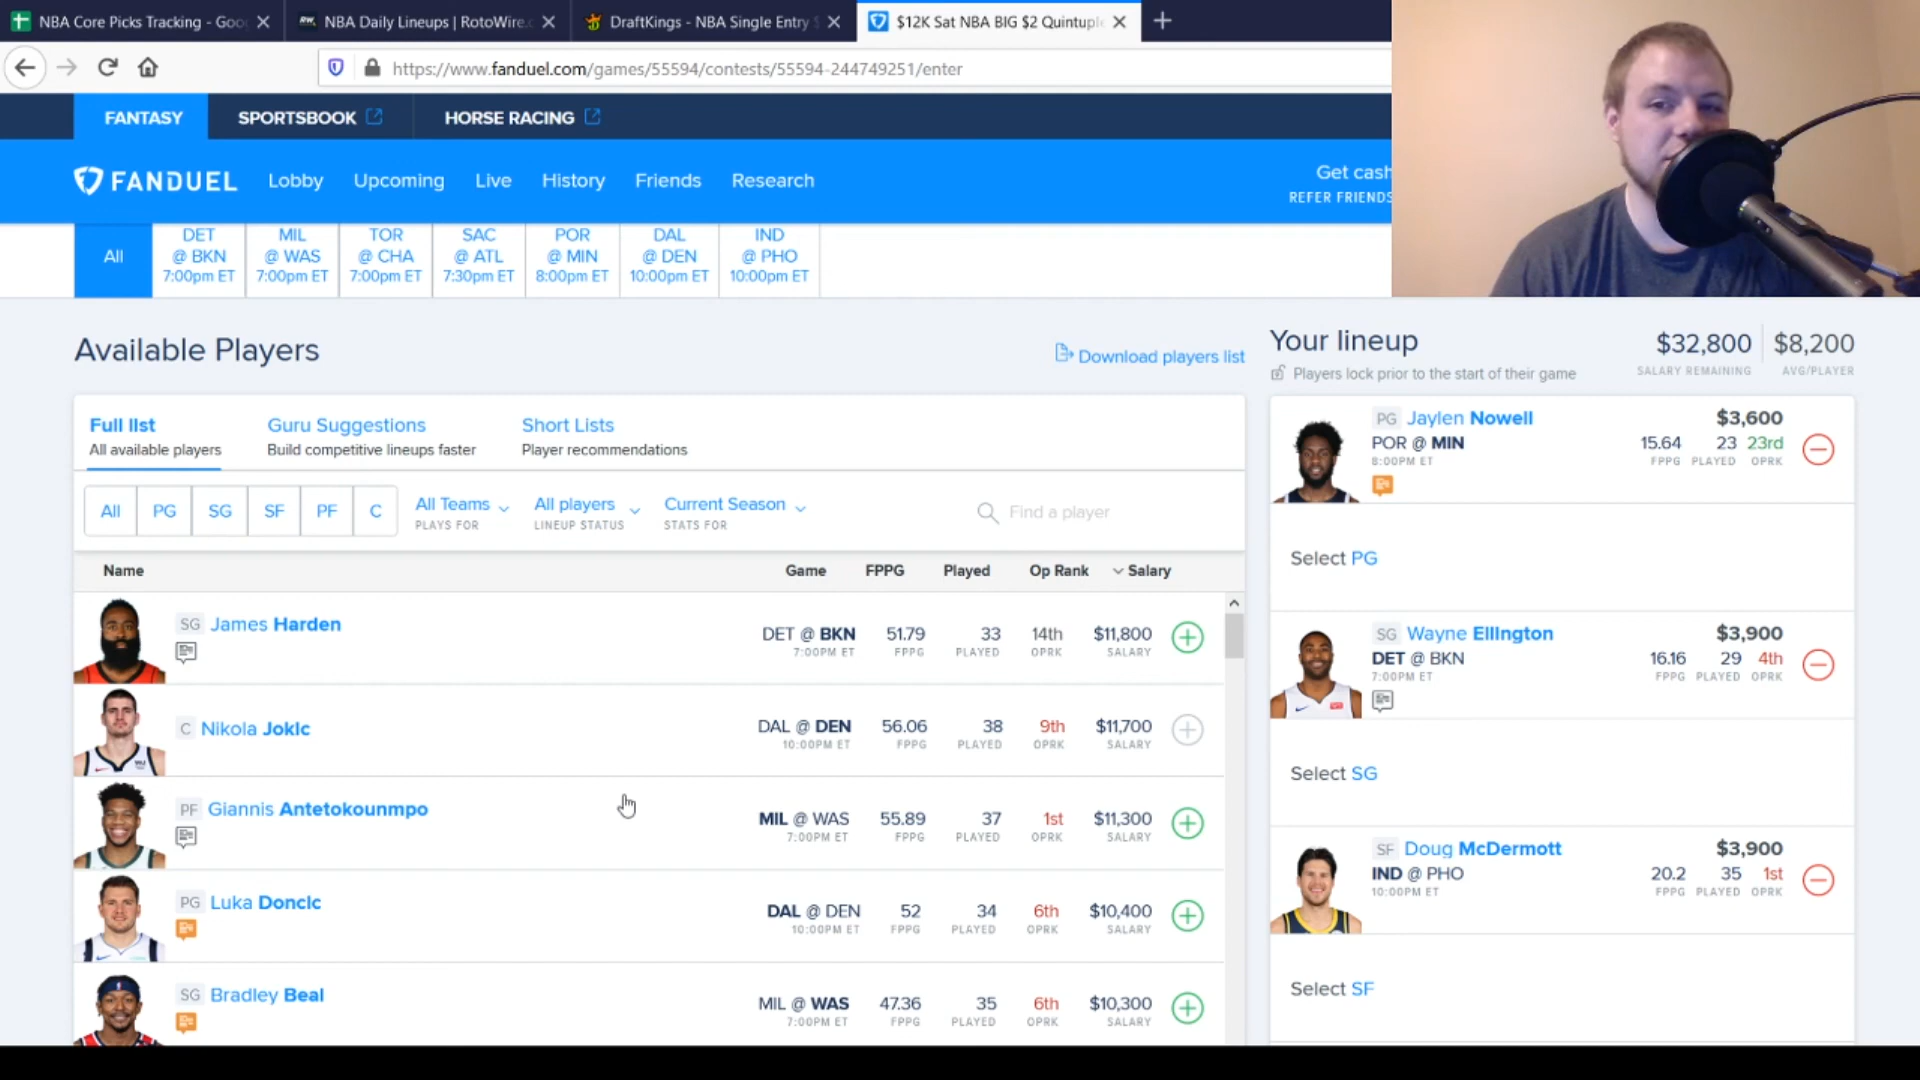 NBA Core Picks Tracking - Goo
NBA Daily Lineups | RotoWire.c
DraftKings - NBA Single Entry $
$12K Sat NBA BIG $2 Quintuple
https://www.fanduel.com/games/55594/contests/55594-244749251/enter
FANTASY SPORTSBOOK HORSE RACING
FANDUEL Lobby Upcoming Live History Friends Research
Get cash
REFER FRIENDS
All
DET @ BKN 7:00pm ET
MIL @ WAS 7:00pm ET
TOR @ CHA 7:00pm ET
SAC @ ATL 7:30pm ET
POR @ MIN 8:00pm ET
DAL @ DEN 10:00pm ET
IND @ PHO 10:00pm ET
Available Players
Download players list
Full list
All available players
Guru Suggestions
Build competitive lineups faster
Short Lists
Player recommendations
All PG SG SF PF C
All Teams
PLAYS FOR
All players
LINEUP STATUS
Current Season
STATS FOR
Find a player
Name Game FPPG Played Op Rank Salary
SG James Harden DET @ BKN 51.79 33 14th $11,800
7:00PM ET FPPG PLAYED OPRK SALARY
C Nikola Jokic DAL @ DEN 56.06 38 9th $11,700
10:00PM ET FPPG PLAYED OPRK SALARY
PF Giannis Antetokounmpo MIL @ WAS 55.89 37 1st $11,300
7:00PM ET FPPG PLAYED OPRK SALARY
PG Luka Doncic DAL @ DEN 52 34 6th $10,400
10:00PM ET FPPG PLAYED OPRK SALARY
SG Bradley Beal MIL @ WAS 47.36 35 6th $10,300
7:00PM ET FPPG PLAYED OPRK SALARY
Your lineup
Players lock prior to the start of their game
$32,800
SALARY REMAINING
$8,200
AVG/PLAYER
PG Jaylen Nowell $3,600
POR @ MIN 15.64 23 23rd
8:00PM ET FPPG PLAYED OPRK
Select PG
SG Wayne Ellington $3,900
DET @ BKN 16.16 29 4th
7:00PM ET FPPG PLAYED OPRK
Select SG
SF Doug McDermott $3,900
IND @ PHO 20.2 35 1st
10:00PM ET FPPG PLAYED OPRK
Select SF